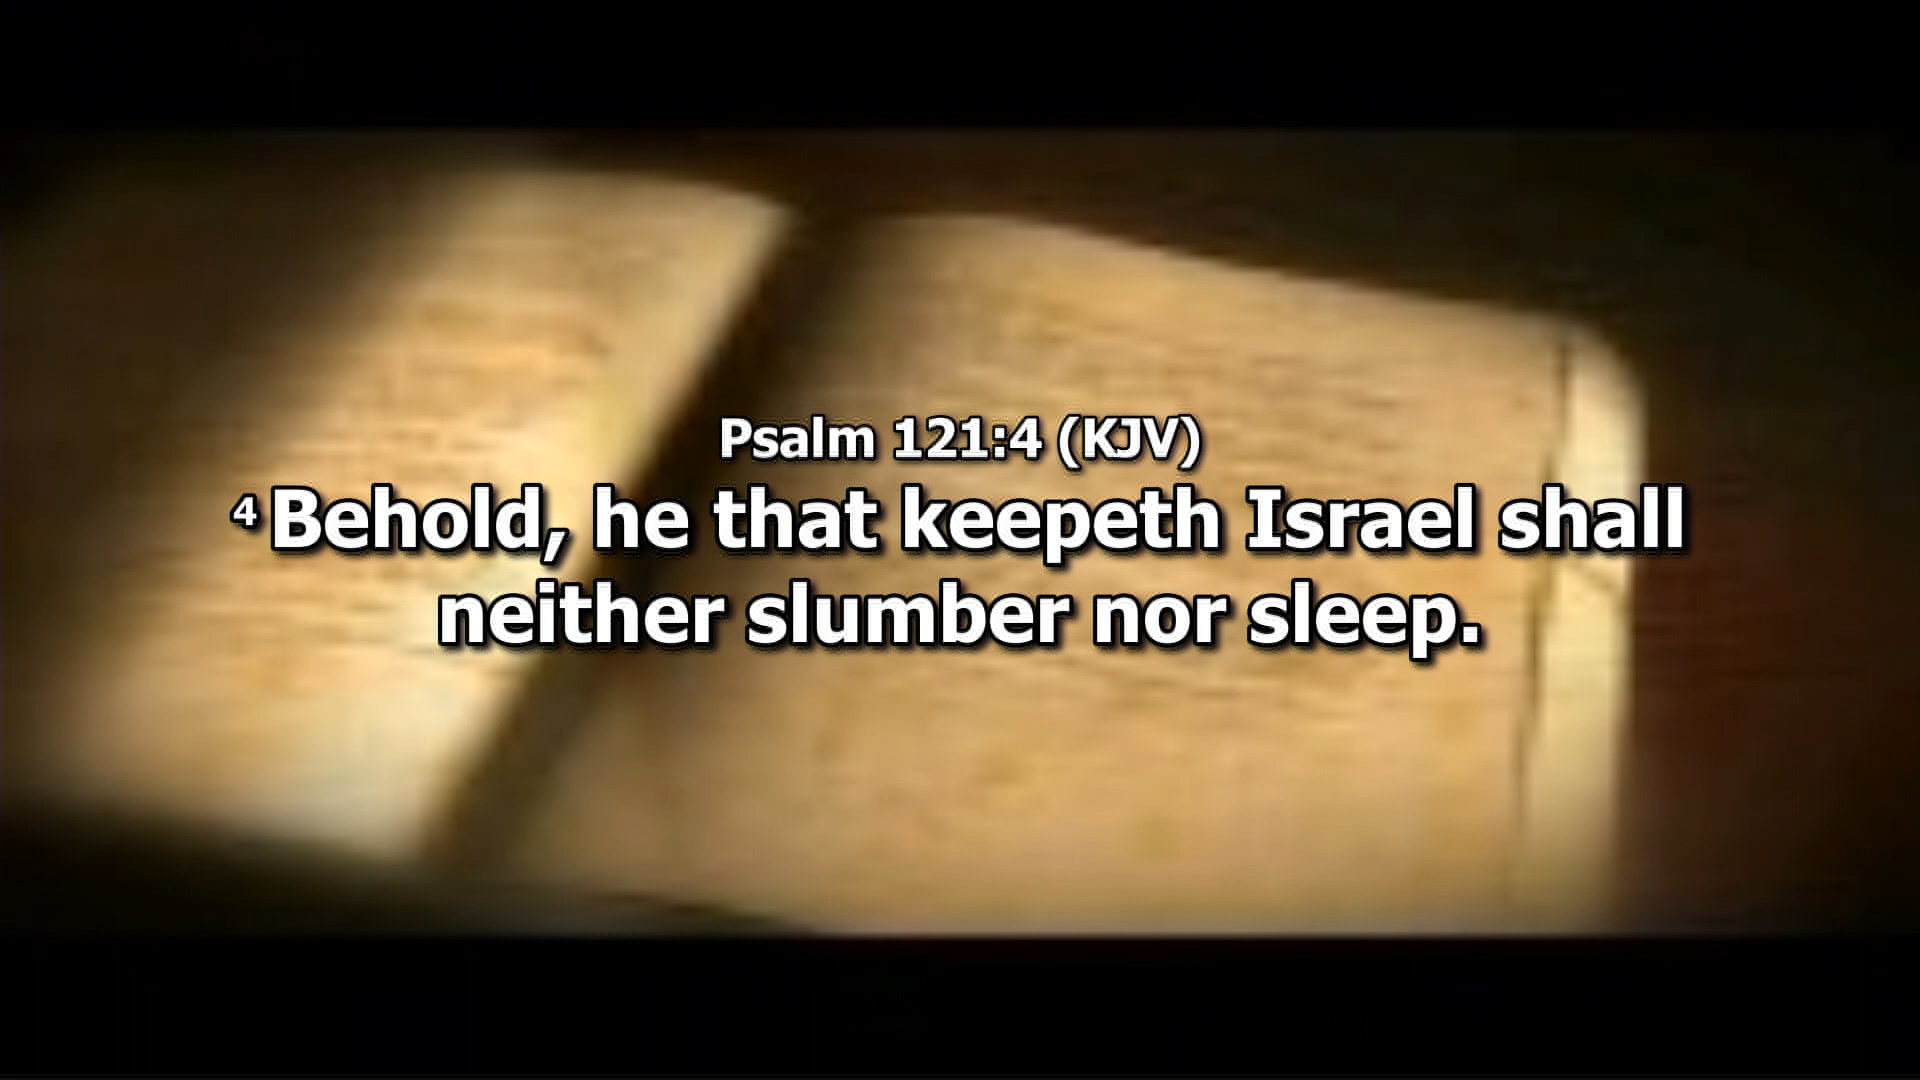 Psalm 121:4 (KJV)
4 Behold, he that keepeth Israel shall
neither slumber nor sleep.